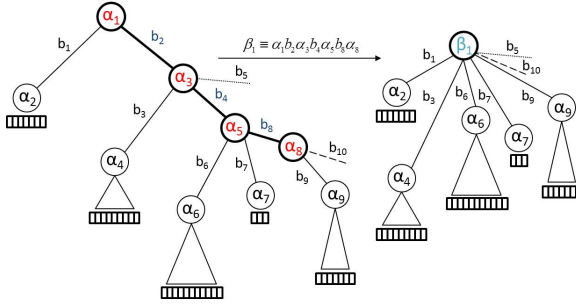 α₁
b₁
b₂
β₁ ≡ α₁b₂α₃b₄α₅b₈α₈
β₁
b₅
b₁₀
b₁
α₃
b₅
α₂
b₃
b₄
α₂
b₃
b₆
b₇
b₉
α₉
α₅
b₈
α₆
α₇
α₄
b₆
b₇
α₈
b₁₀
b₉
α₄
α₆
α₇
α₉